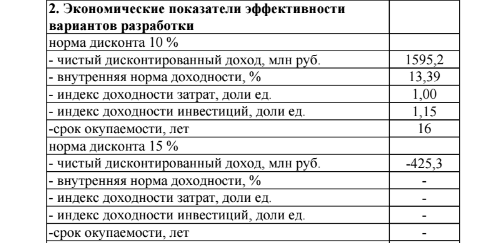 2. Экономические показатели эффективности
вариантов разработки
норма дисконта 10 %
- чистый дисконтированный доход, млн руб. 1595,2
- внутренняя норма доходности, % 13,39
- индекс доходности затрат, доли ед. 1,00
- индекс доходности инвестиций, доли ед. 1,15
-срок окупаемости, лет 16
норма дисконта 15 %
- чистый дисконтированный доход, млн руб. -425,3
- внутренняя норма доходности, % -
- индекс доходности затрат, доли ед. -
- индекс доходности инвестиций, доли ед. -
-срок окупаемости, лет -